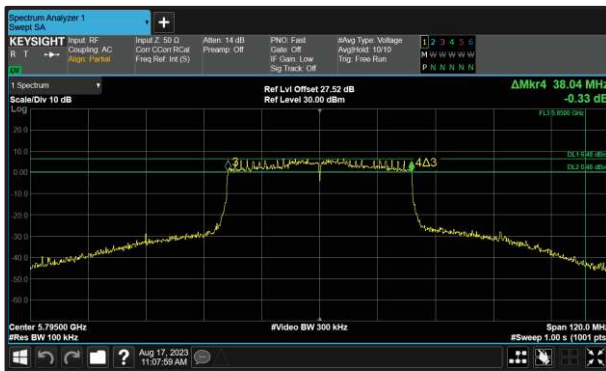 Spectrum Analyzer 1
Swept SA
+
KEYSIGHT
R T
Input: RF
Coupling: AC
Align: Partial
Input Z: 50 Ω
Corr CCorr RCal
Freq Ref: Int (S)
Atten: 14 dB
Preamp: Off
PNO: Fast
Gate: Off
IF Gain: Low
Sig Track: Off
#Avg Type: Voltage
Avg|Hold: 10/10
Trig: Free Run
1 2 3 4 5 6
M W W W W W
P N N N N N
1 Spectrum
Scale/Div 10 dB
Ref Lvl Offset 27.52 dB
Ref Level 30.00 dBm
ΔMkr4 38.04 MHz
-0.33 dB
Log
20.0
10.0
0.00
-10.0
-20.0
-30.0
-40.0
-50.0
-60.0
DL1 6.48 dBm
DL2 0.48 dBm
3
4Δ3
Center 5.79500 GHz
#Res BW 100 kHz
#Video BW 300 kHz
Span 120.0 MHz
#Sweep 1.00 s (1001 pts)
?
Aug 17, 2023
11:07:59 AM